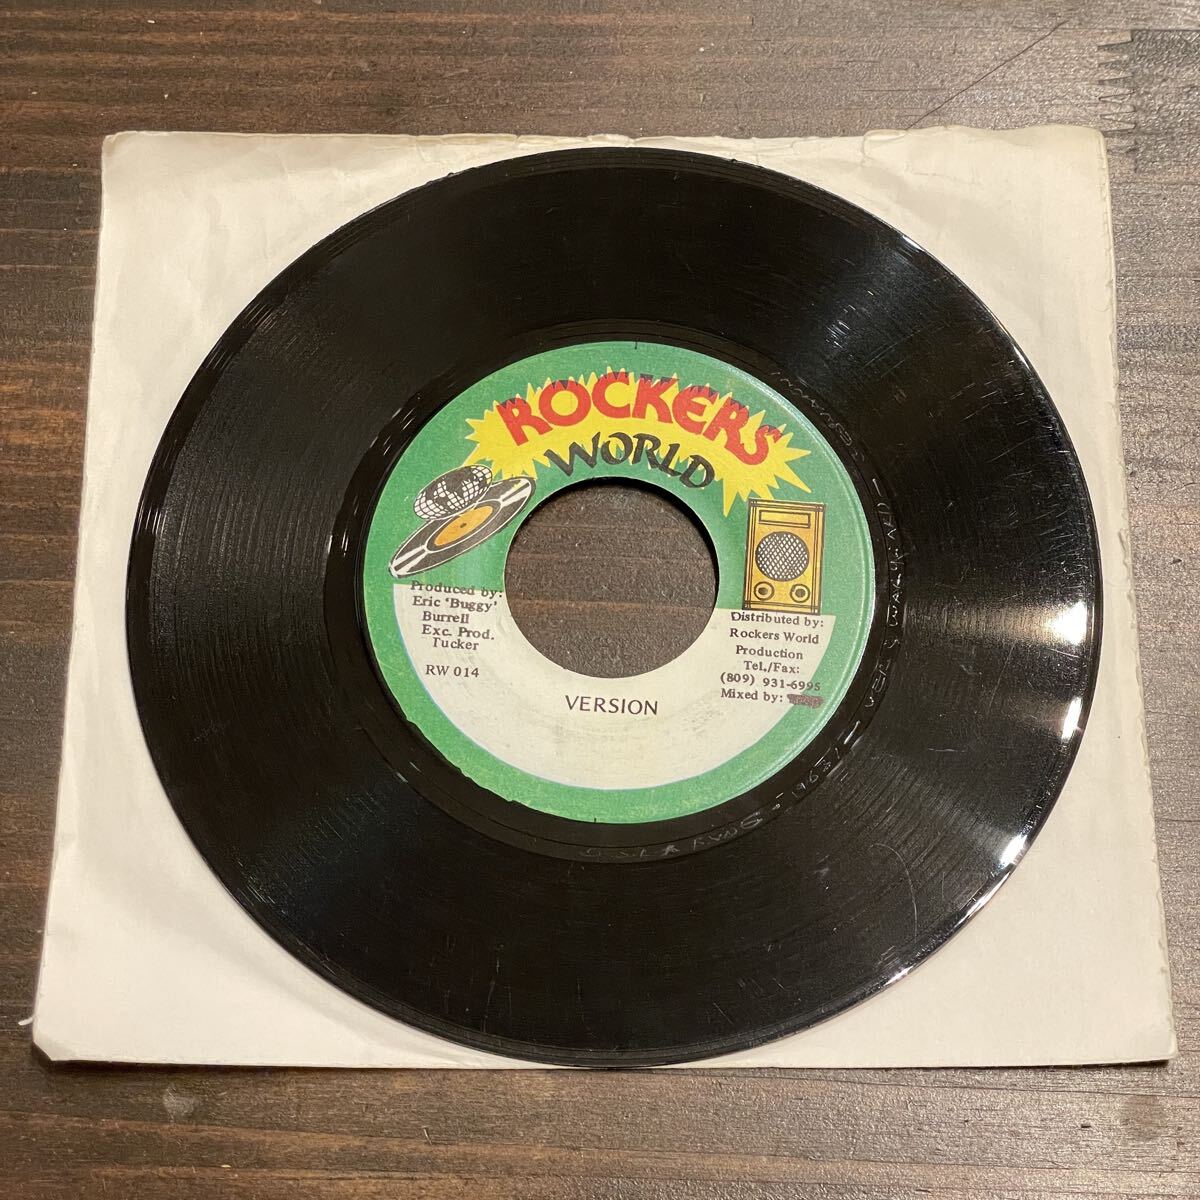 ROCKERS
WORLD
Produced by:
Eric 'Buggy'
Burrell
Exc. Prod.
Tucker
RW 014
VERSION
Distributed by:
Rockers World
Production
Tel./Fax:
(809) 931-6995
Mixed by: